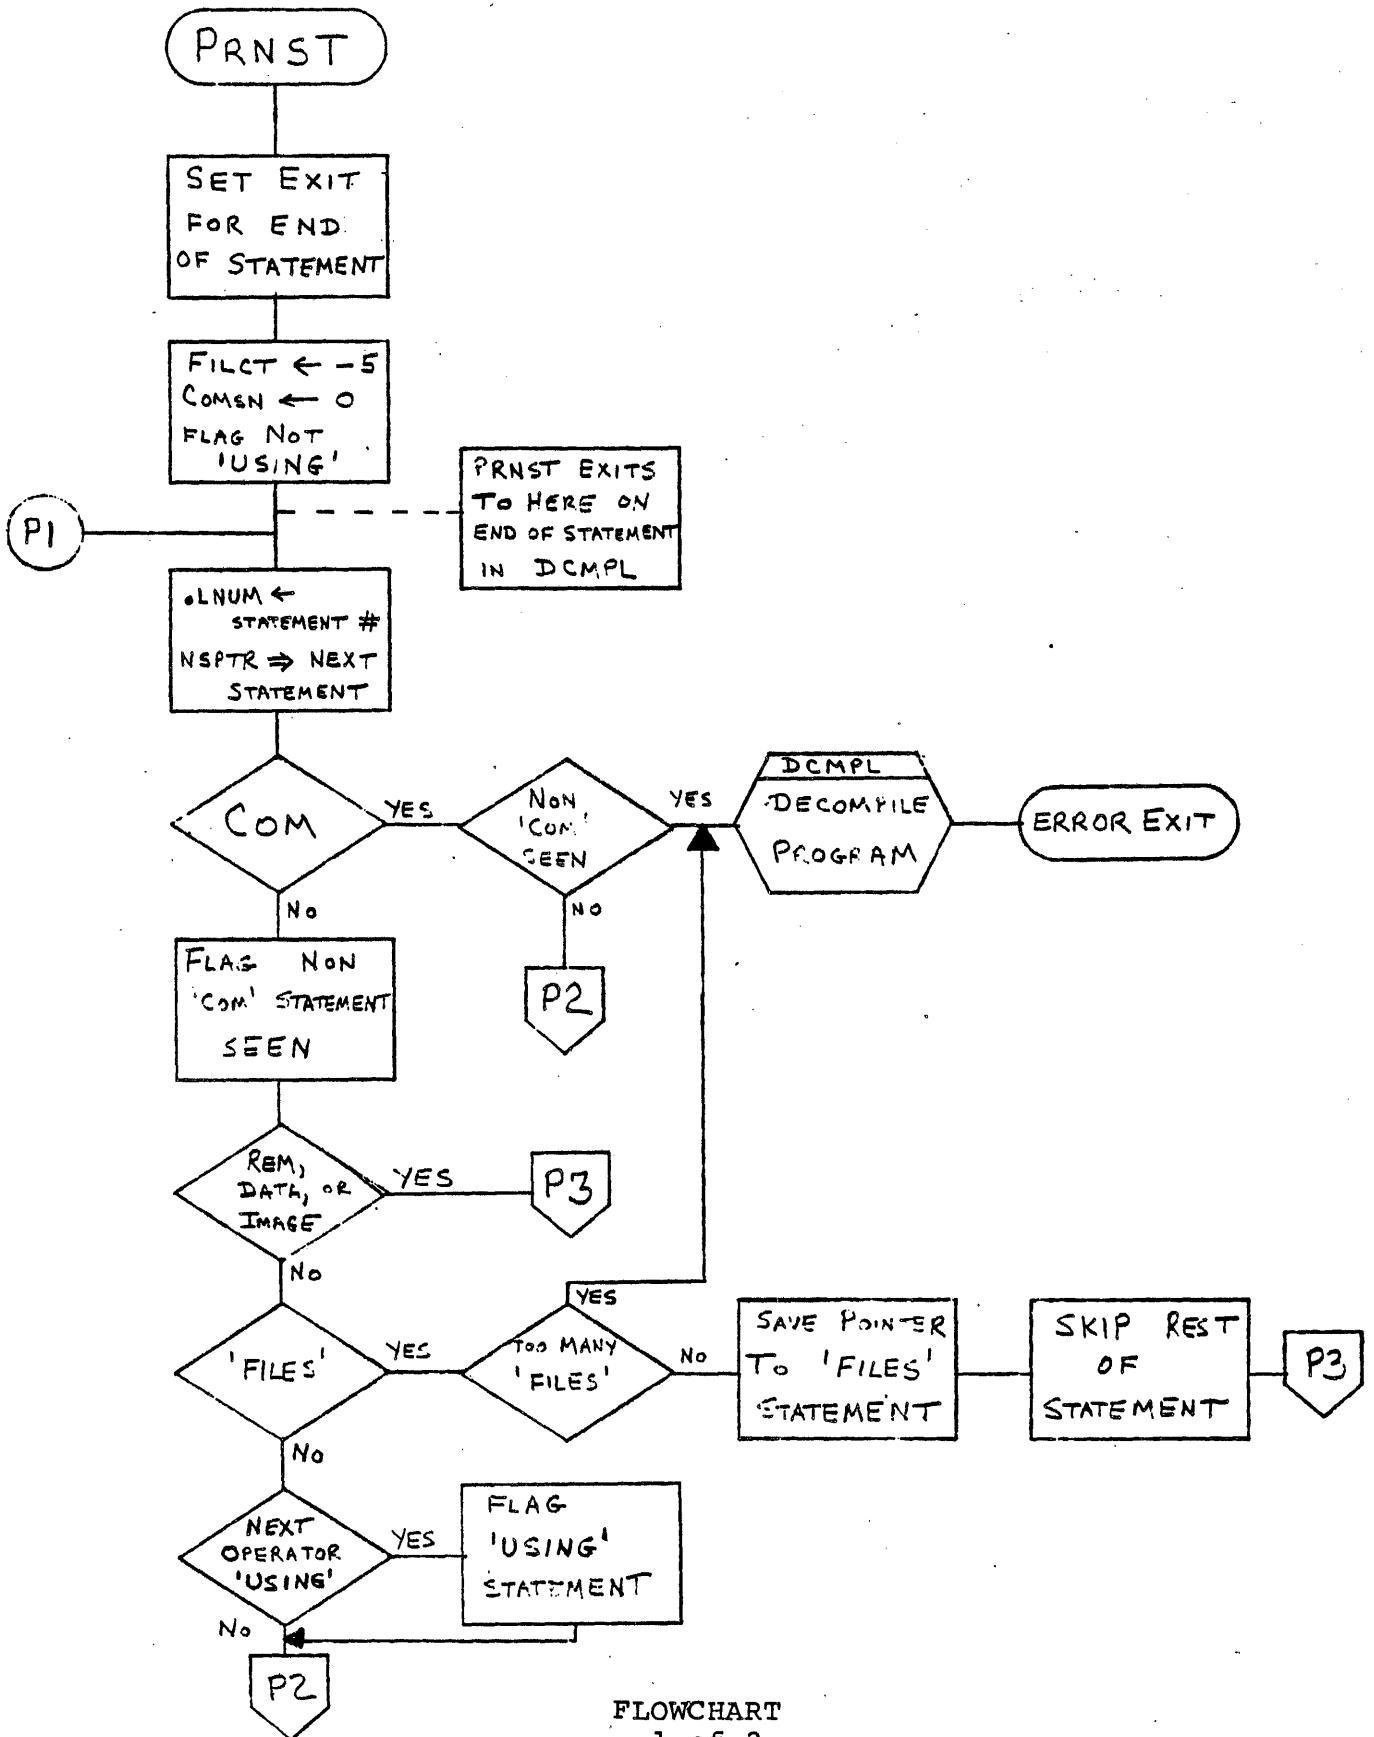 PRNST
SET EXIT
FOR END
OF STATEMENT
FILCT ← -5
COMSN ← 0
FLAG NOT
'USING'
PRNST EXITS
TO HERE ON
END OF STATEMENT
IN DCMPL
P1
.LNUM ←
STATEMENT #
NSPTR ⇒ NEXT
STATEMENT
COM
YES
NON
'COM'
SEEN
YES
DCMPL
DECOMPILE
PROGRAM
ERROR EXIT
NO
NO
FLAG NON
'COM' STATEMENT
SEEN
P2
REM,
DATA, OR
IMAGE
YES
P3
NO
'FILES'
YES
TOO MANY
'FILES'
YES
NO
SAVE POINTER
TO 'FILES'
STATEMENT
SKIP REST
OF
STATEMENT
P3
NO
NEXT
OPERATOR
'USING'
YES
FLAG
'USING'
STATEMENT
NO
P2
FLOWCHART
1 of 2